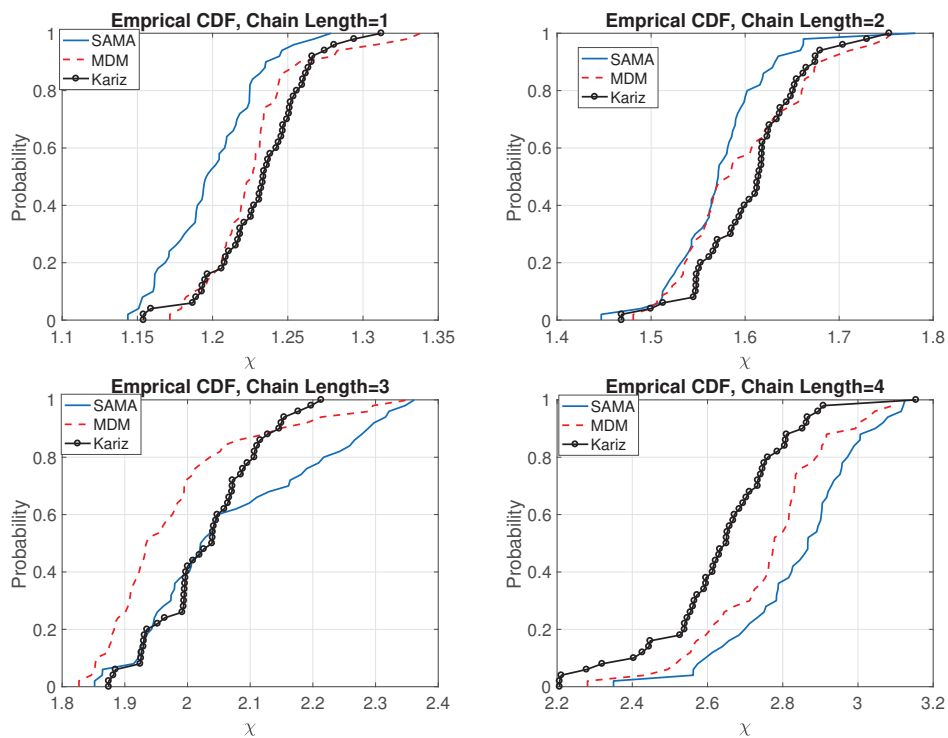 Emprical CDF, Chain Length=1
SAMA
MDM
Kariz
Probability
1
0.8
0.6
0.4
0.2
0
1.1
1.15
1.2
1.25
1.3
1.35
χ
Emprical CDF, Chain Length=2
SAMA
MDM
Kariz
Probability
1
0.8
0.6
0.4
0.2
0
1.4
1.5
1.6
1.7
1.8
χ
Emprical CDF, Chain Length=3
SAMA
MDM
Kariz
Probability
1
0.8
0.6
0.4
0.2
0
1.8
1.9
2
2.1
2.2
2.3
2.4
χ
Emprical CDF, Chain Length=4
SAMA
MDM
Kariz
Probability
1
0.8
0.6
0.4
0.2
0
2.2
2.4
2.6
2.8
3
3.2
χ